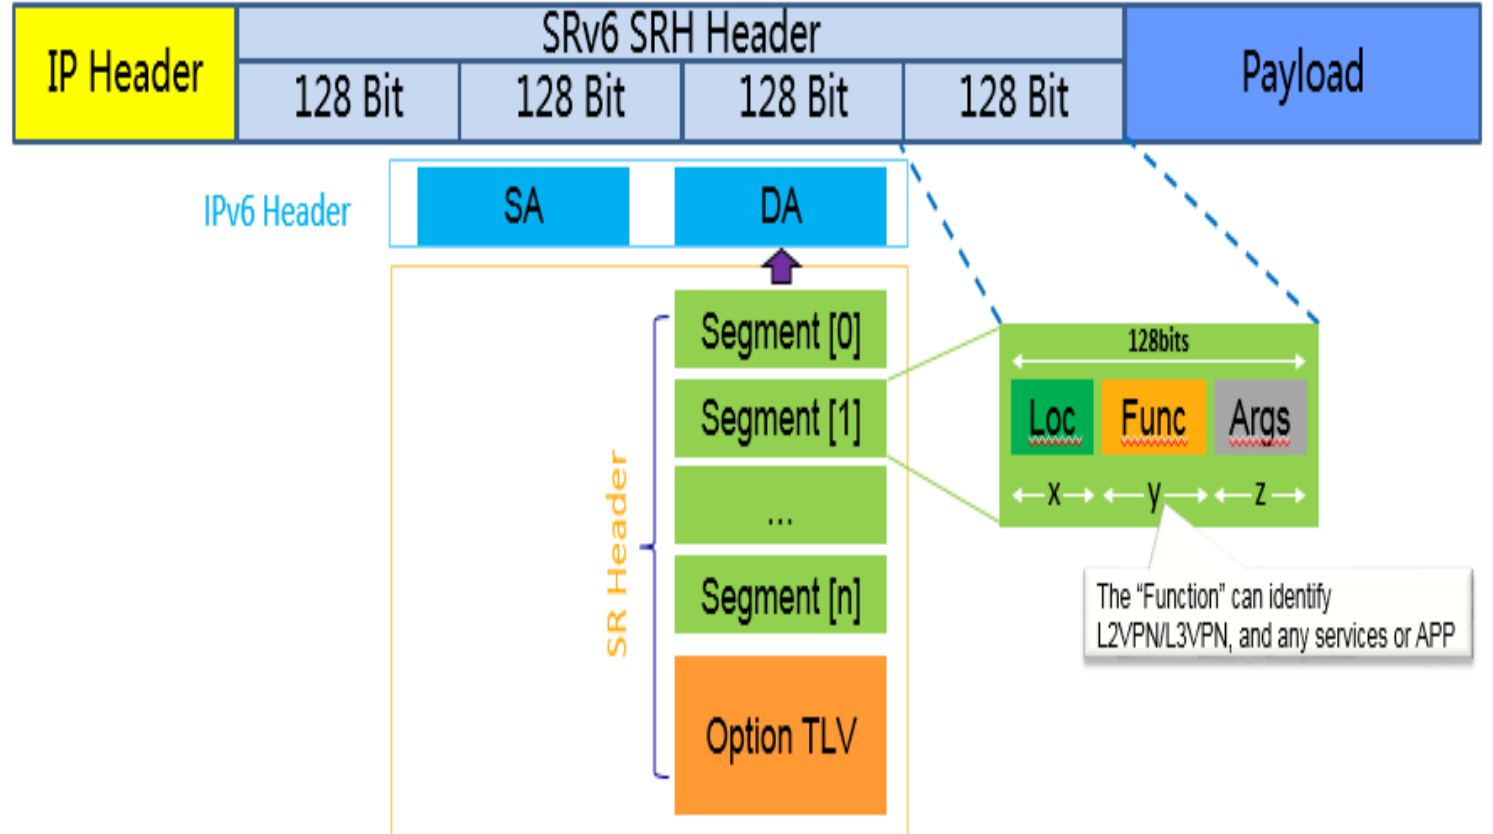 IP Header
SRv6 SRH Header
128 Bit
128 Bit
128 Bit
128 Bit
Payload
IPv6 Header
SA
DA
SR Header
Segment [0]
Segment [1]
...
Segment [n]
Option TLV
128bits
Loc
Func
Args
x
y
z
The “Function” can identify
L2VPN/L3VPN, and any services or APP